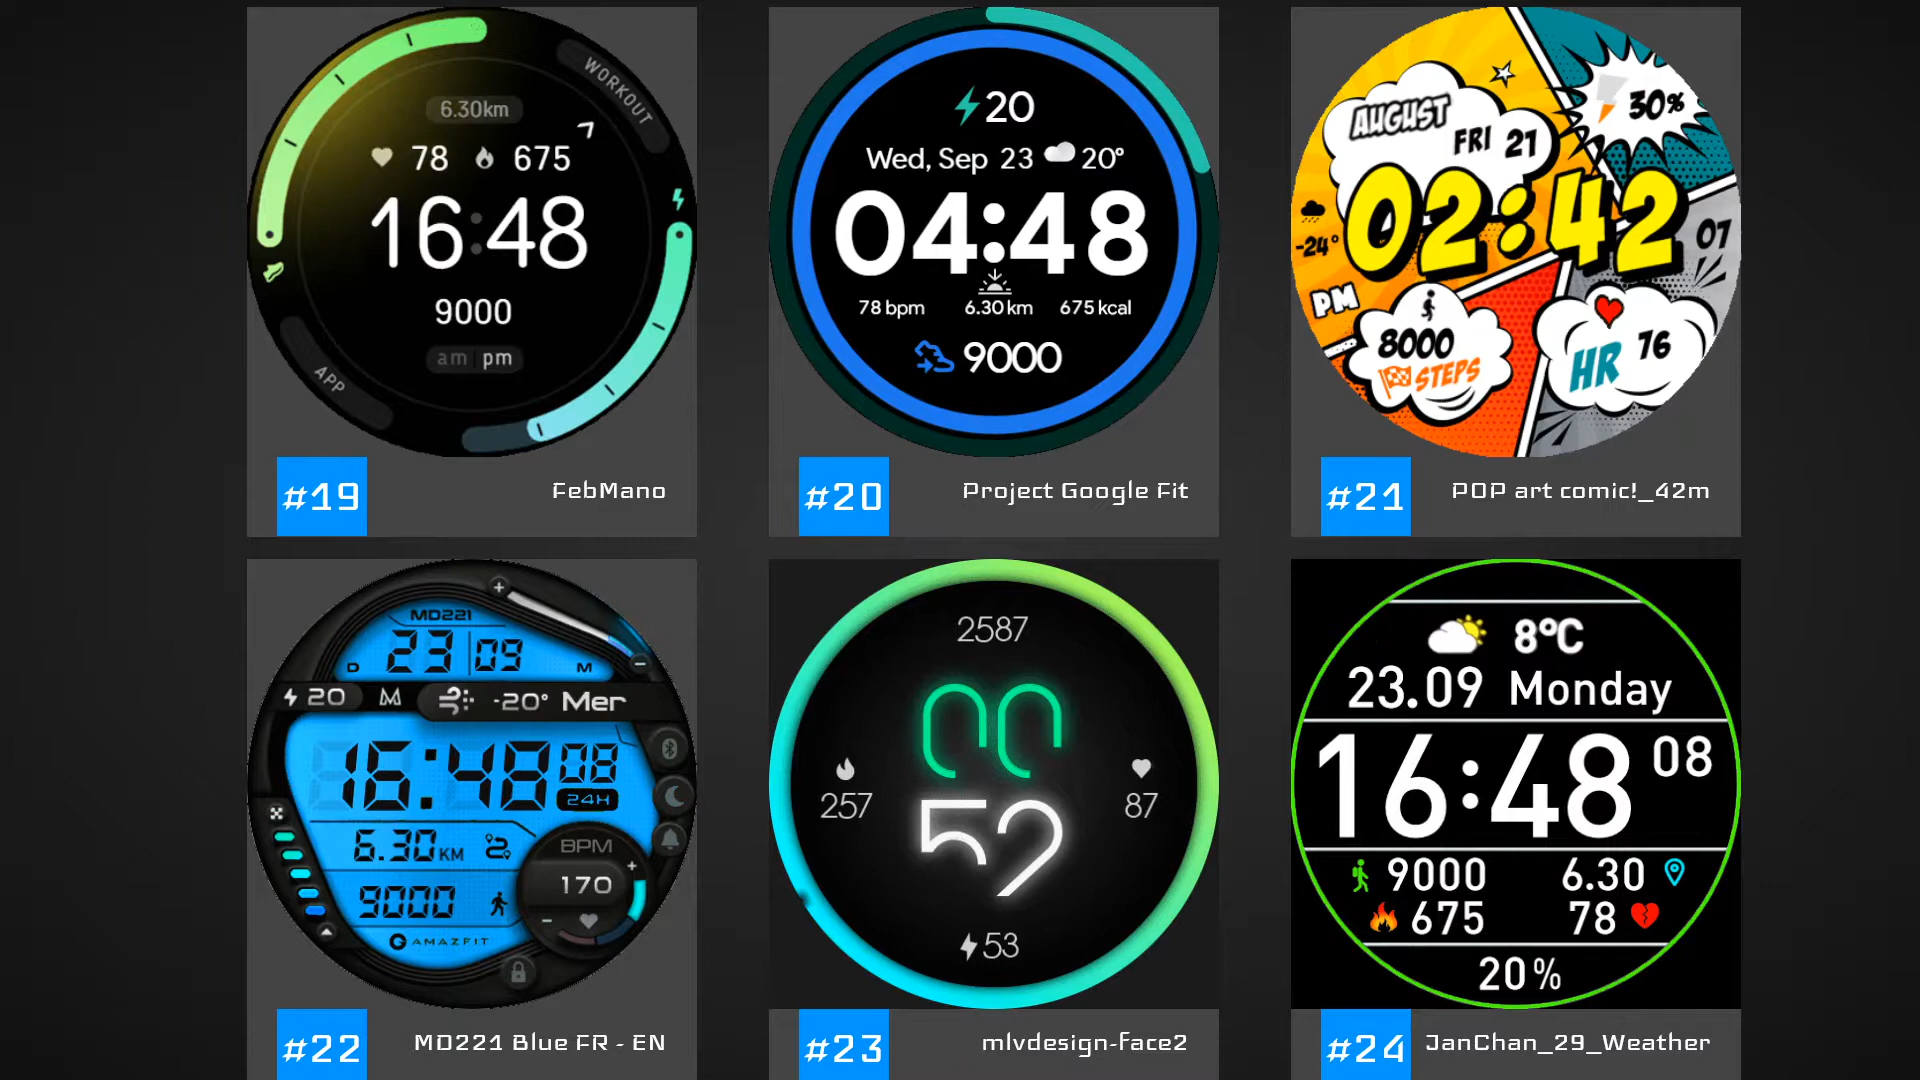 WORKOUT
6.30km
78 675
16:48
9000
am pm
APP
#19 FebMano
20
Wed, Sep 23 20°
04:48
78 bpm 6.30 km 675 kcal
9000
#20 Project Google Fit
AUGUST
FRI 21
30%
02:42
07
-24°
PM
8000
STEPS
HR 76
#21 POP art comic!_42m
MD221
D 23 09 M
20 -20° Mer
16:48 08
24H
6.30 KM
9000
AMAZFIT
BPM
170
#22 MD221 Blue FR - EN
2587
00
52
257
87
53
#23 mlvdesign-Face2
8°C
23.09 Monday
16:48 08
9000 6.30
675 78
20%
#24 JanChan_29_Weather